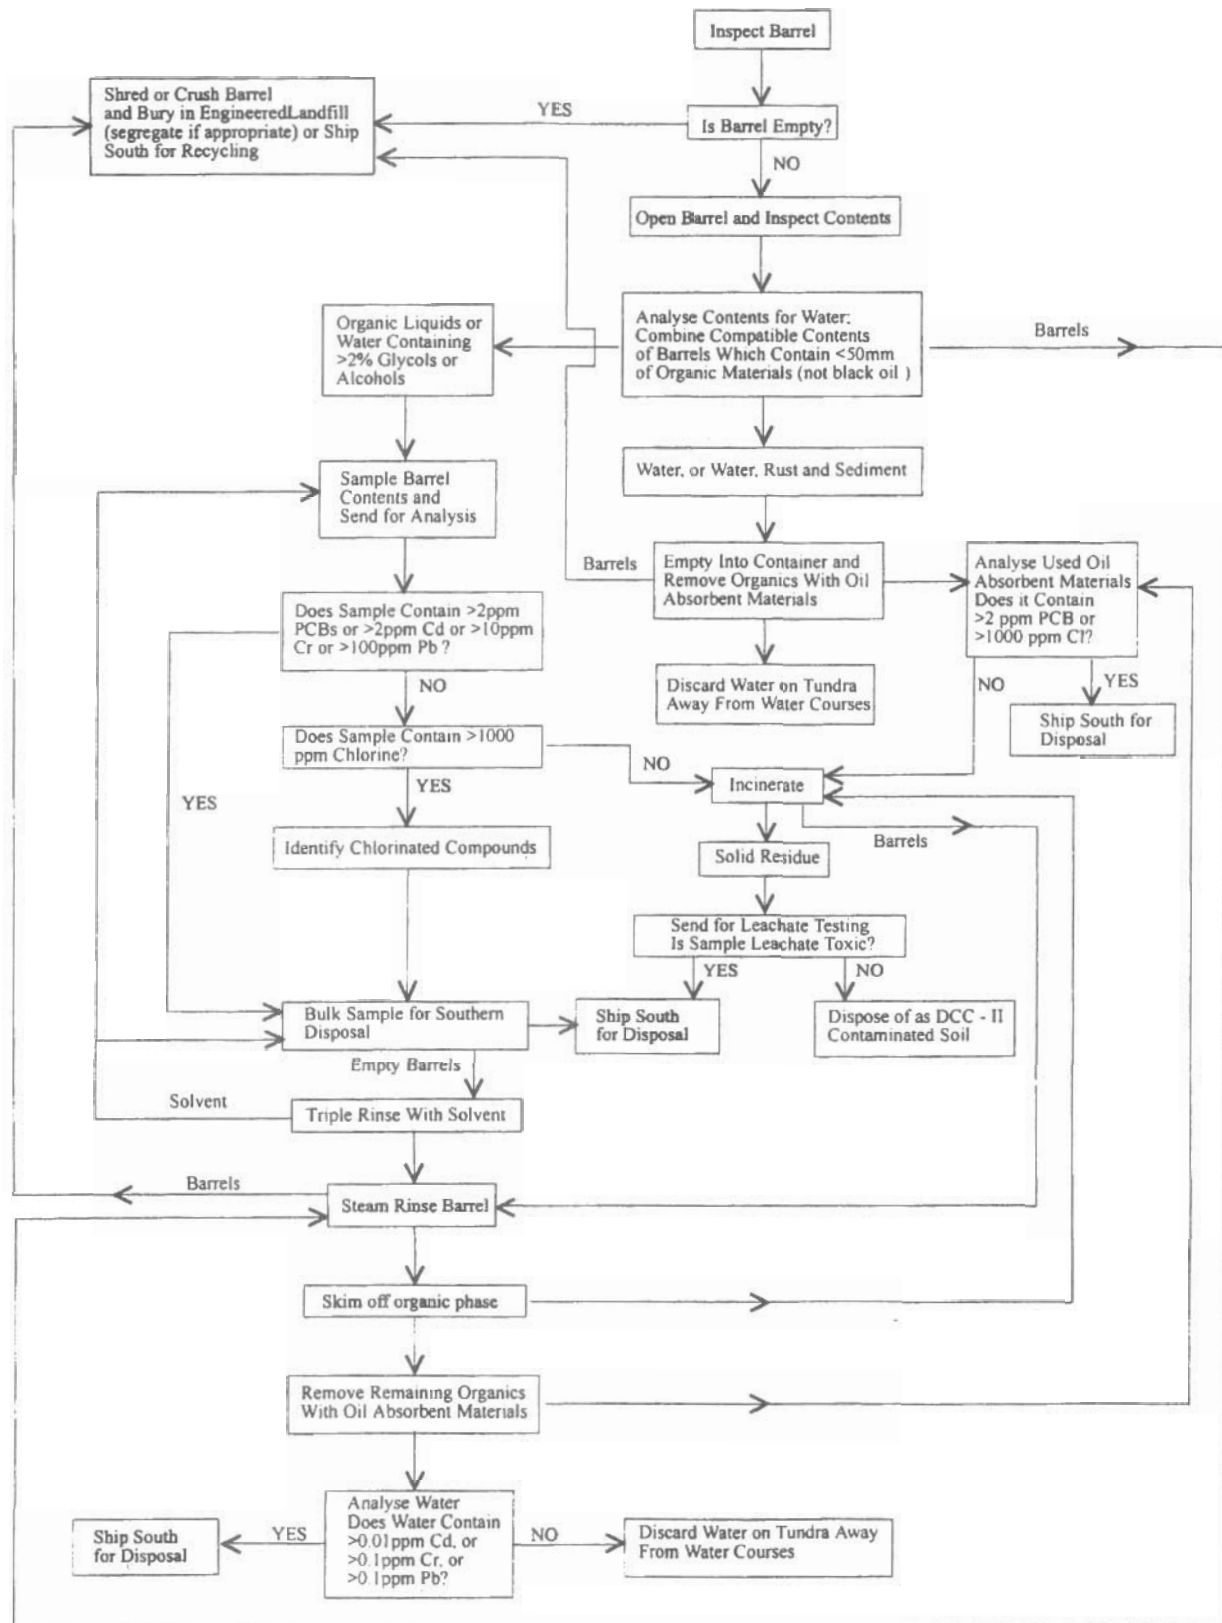 Inspect Barrel
Shred or Crush Barrel
and Bury in EngineeredLandfill
(segregate if appropriate) or Ship
South for Recycling
YES
Is Barrel Empty?
NO
Open Barrel and Inspect Contents
Organic Liquids or
Water Containing
>2% Glycols or
Alcohols
Analyse Contents for Water;
Combine Compatible Contents
of Barrels Which Contain <50mm
of Organic Materials (not black oil )
Barrels
Water, or Water, Rust and Sediment
Sample Barrel
Contents and
Send for Analysis
Barrels
Empty Into Container and
Remove Organics With Oil
Absorbent Materials
Analyse Used Oil
Absorbent Materials
Does it Contain
>2 ppm PCB or
>1000 ppm Cl?
Does Sample Contain >2ppm
PCBs or >2ppm Cd or >10ppm
Cr or >100ppm Pb?
NO
Discard Water on Tundra
Away From Water Courses
NO
YES
Ship South for
Disposal
Does Sample Contain >1000
ppm Chlorine?
NO
Incinerate
YES
YES
Barrels
Identify Chlorinated Compounds
Solid Residue
Send for Leachate Testing
Is Sample Leachate Toxic?
YES
NO
Bulk Sample for Southern
Disposal
Ship South
for Disposal
Dispose of as DCC - II
Contaminated Soil
Empty Barrels
Solvent
Triple Rinse With Solvent
Barrels
Steam Rinse Barrel
Skim off organic phase
Remove Remaining Organics
With Oil Absorbent Materials
Analyse Water
Does Water Contain
>0.01ppm Cd, or
>0.1ppm Cr, or
>0.1ppm Pb?
YES
Ship South
for Disposal
NO
Discard Water on Tundra Away
From Water Courses